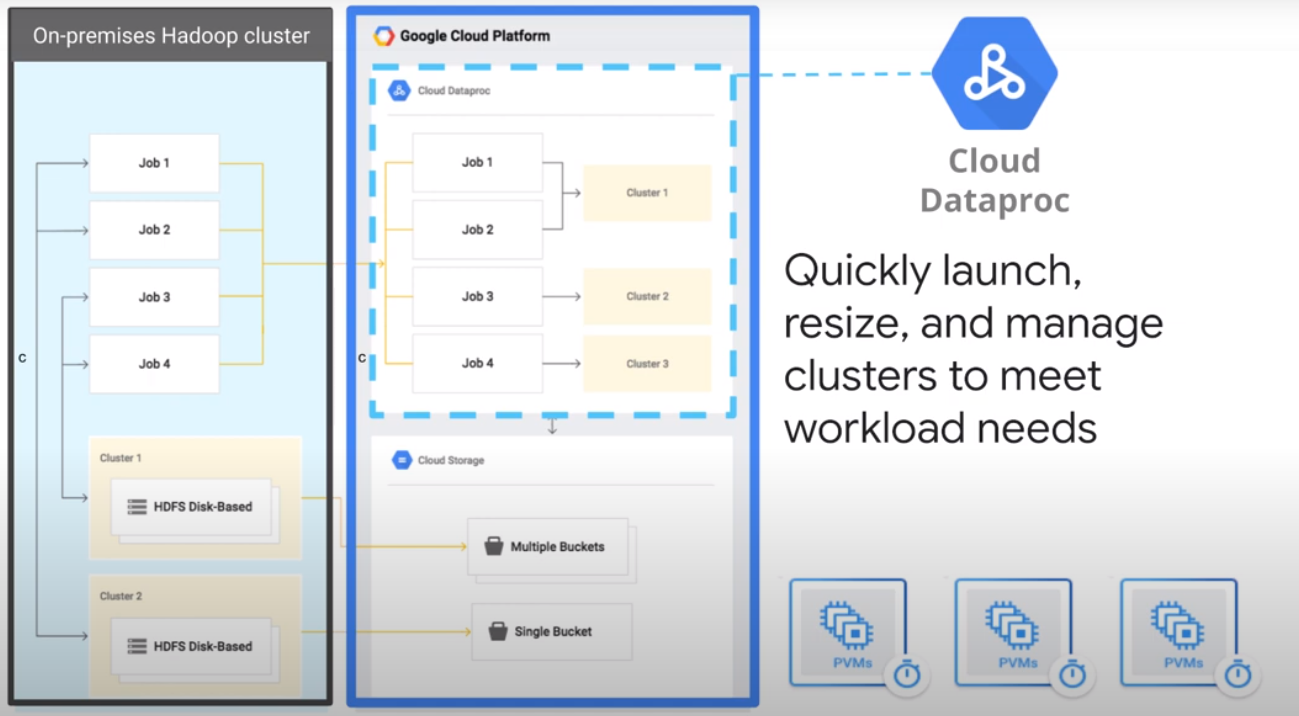 On-premises Hadoop cluster
Job 1
Job 2
Job 3
Job 4
c
Cluster 1
HDFS Disk-Based
Cluster 2
HDFS Disk-Based
Google Cloud Platform
Cloud Dataproc
Job 1
Job 2
Job 3
Job 4
c
Cluster 1
Cluster 2
Cluster 3
Cloud Storage
Multiple Buckets
Single Bucket
Cloud
Dataproc
Quickly launch,
resize, and manage
clusters to meet
workload needs
PVMs
PVMs
PVMs